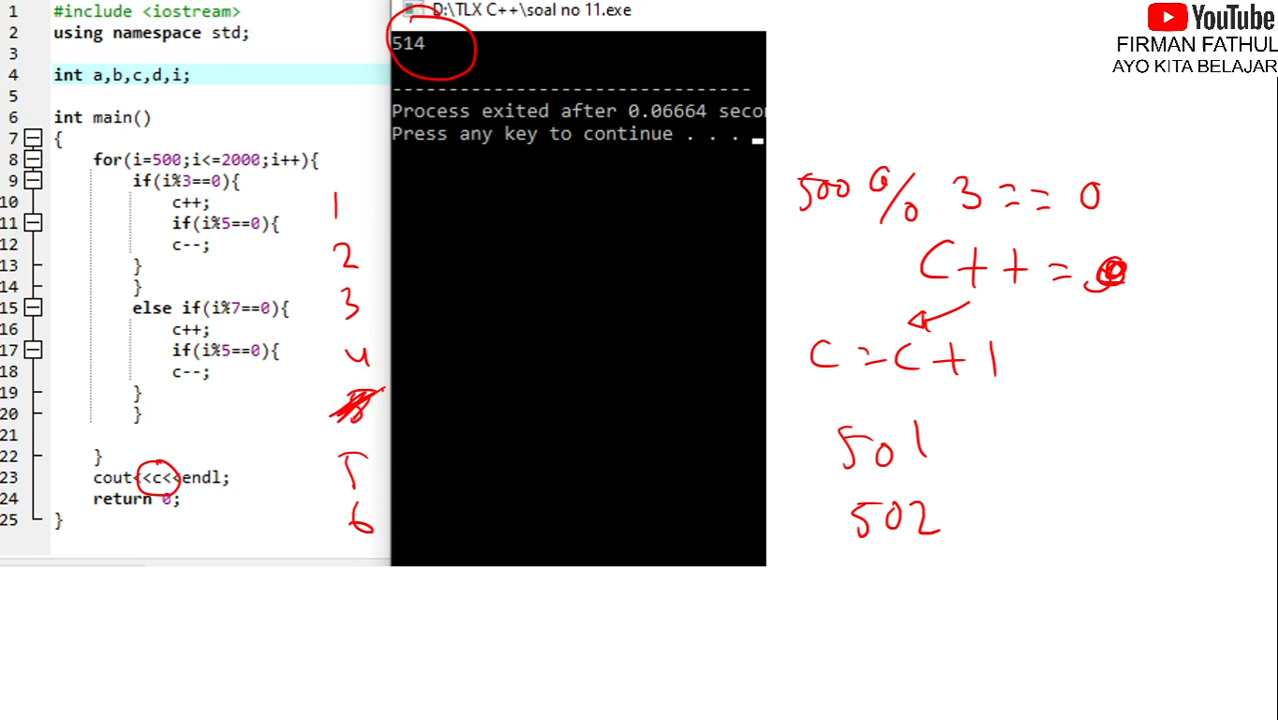 1 #include <iostream>
2 using namespace std;
3
4 int a,b,c,d,i;
5
6 int main()
7 {
8 for(i=500;i<=2000;i++){
9 if(i%3==0){
10 c++;
11 if(i%5==0){
12 c--;
13 }
14 }
15 else if(i%7==0){
16 c++;
17 if(i%5==0){
18 c--;
19 }
20 }
21
22 }
23 cout<<c<<endl;
24 return 0;
25 }
1
2
3
4
5
6
D:\TLX C++\soal no 11.exe
514
--------------------------------
Process exited after 0.06664 secon
Press any key to continue . . .
YouTube
FIRMAN FATHUL
AYO KITA BELAJAR
500 % 3 == 0
C++ =
C = C + 1
501
502